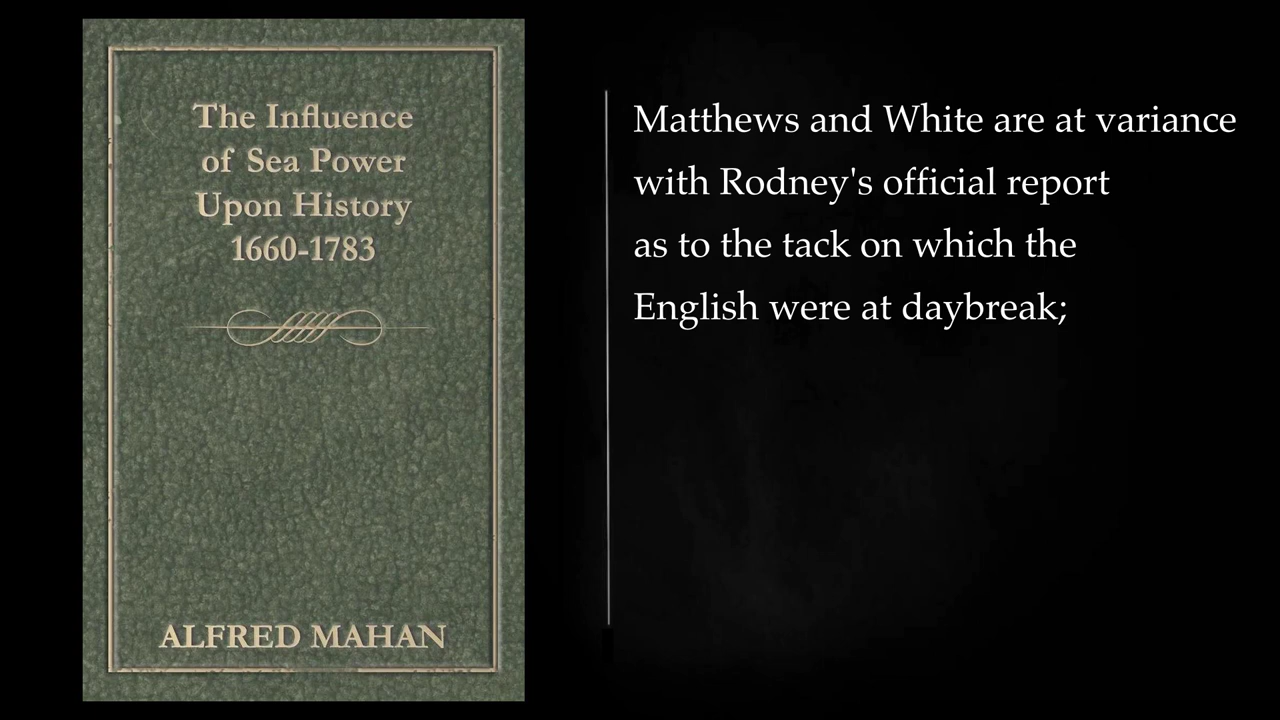 The Influence
of Sea Power
Upon History
1660-1783
ALFRED MAHAN
Matthews and White are at variance
with Rodney's official report
as to the tack on which the
English were at daybreak;